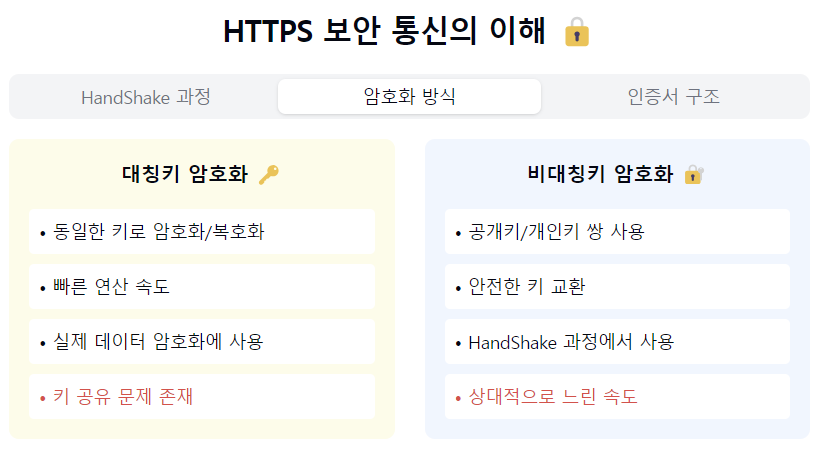 HTTPS 보안 통신의 이해 🔒
HandShake 과정
암호화 방식
인증서 구조
대칭키 암호화 🔑
• 동일한 키로 암호화/복호화
• 빠른 연산 속도
• 실제 데이터 암호화에 사용
• 키 공유 문제 존재
비대칭키 암호화 🔐
• 공개키/개인키 쌍 사용
• 안전한 키 교환
• HandShake 과정에서 사용
• 상대적으로 느린 속도